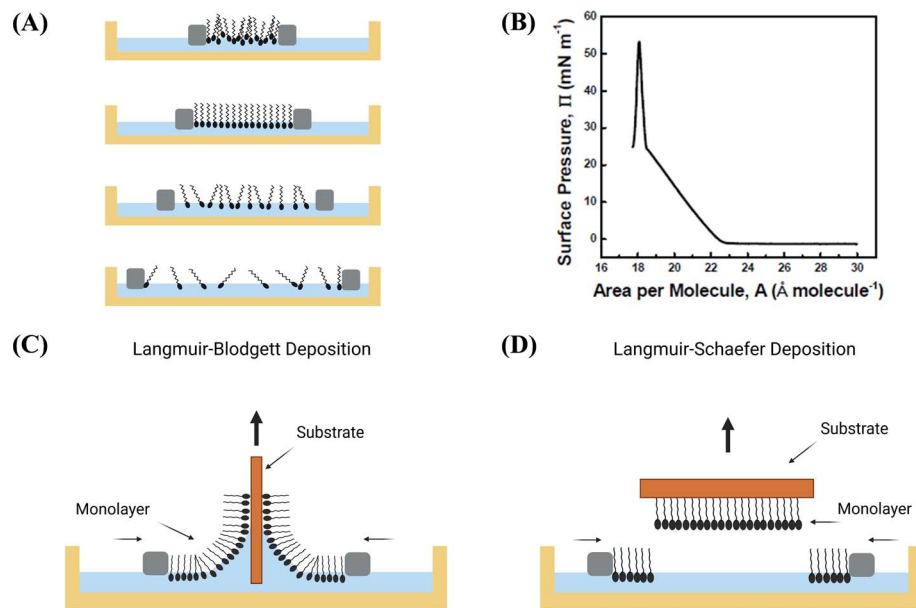 (A)
(B)
Surface Pressure, Π (mN m⁻¹)
60
50
40
30
20
10
0
16 18 20 22 24 26 28 30
Area per Molecule, A (Å molecule⁻¹)
(C)
Langmuir-Blodgett Deposition
Substrate
Monolayer
(D)
Langmuir-Schaefer Deposition
Substrate
Monolayer